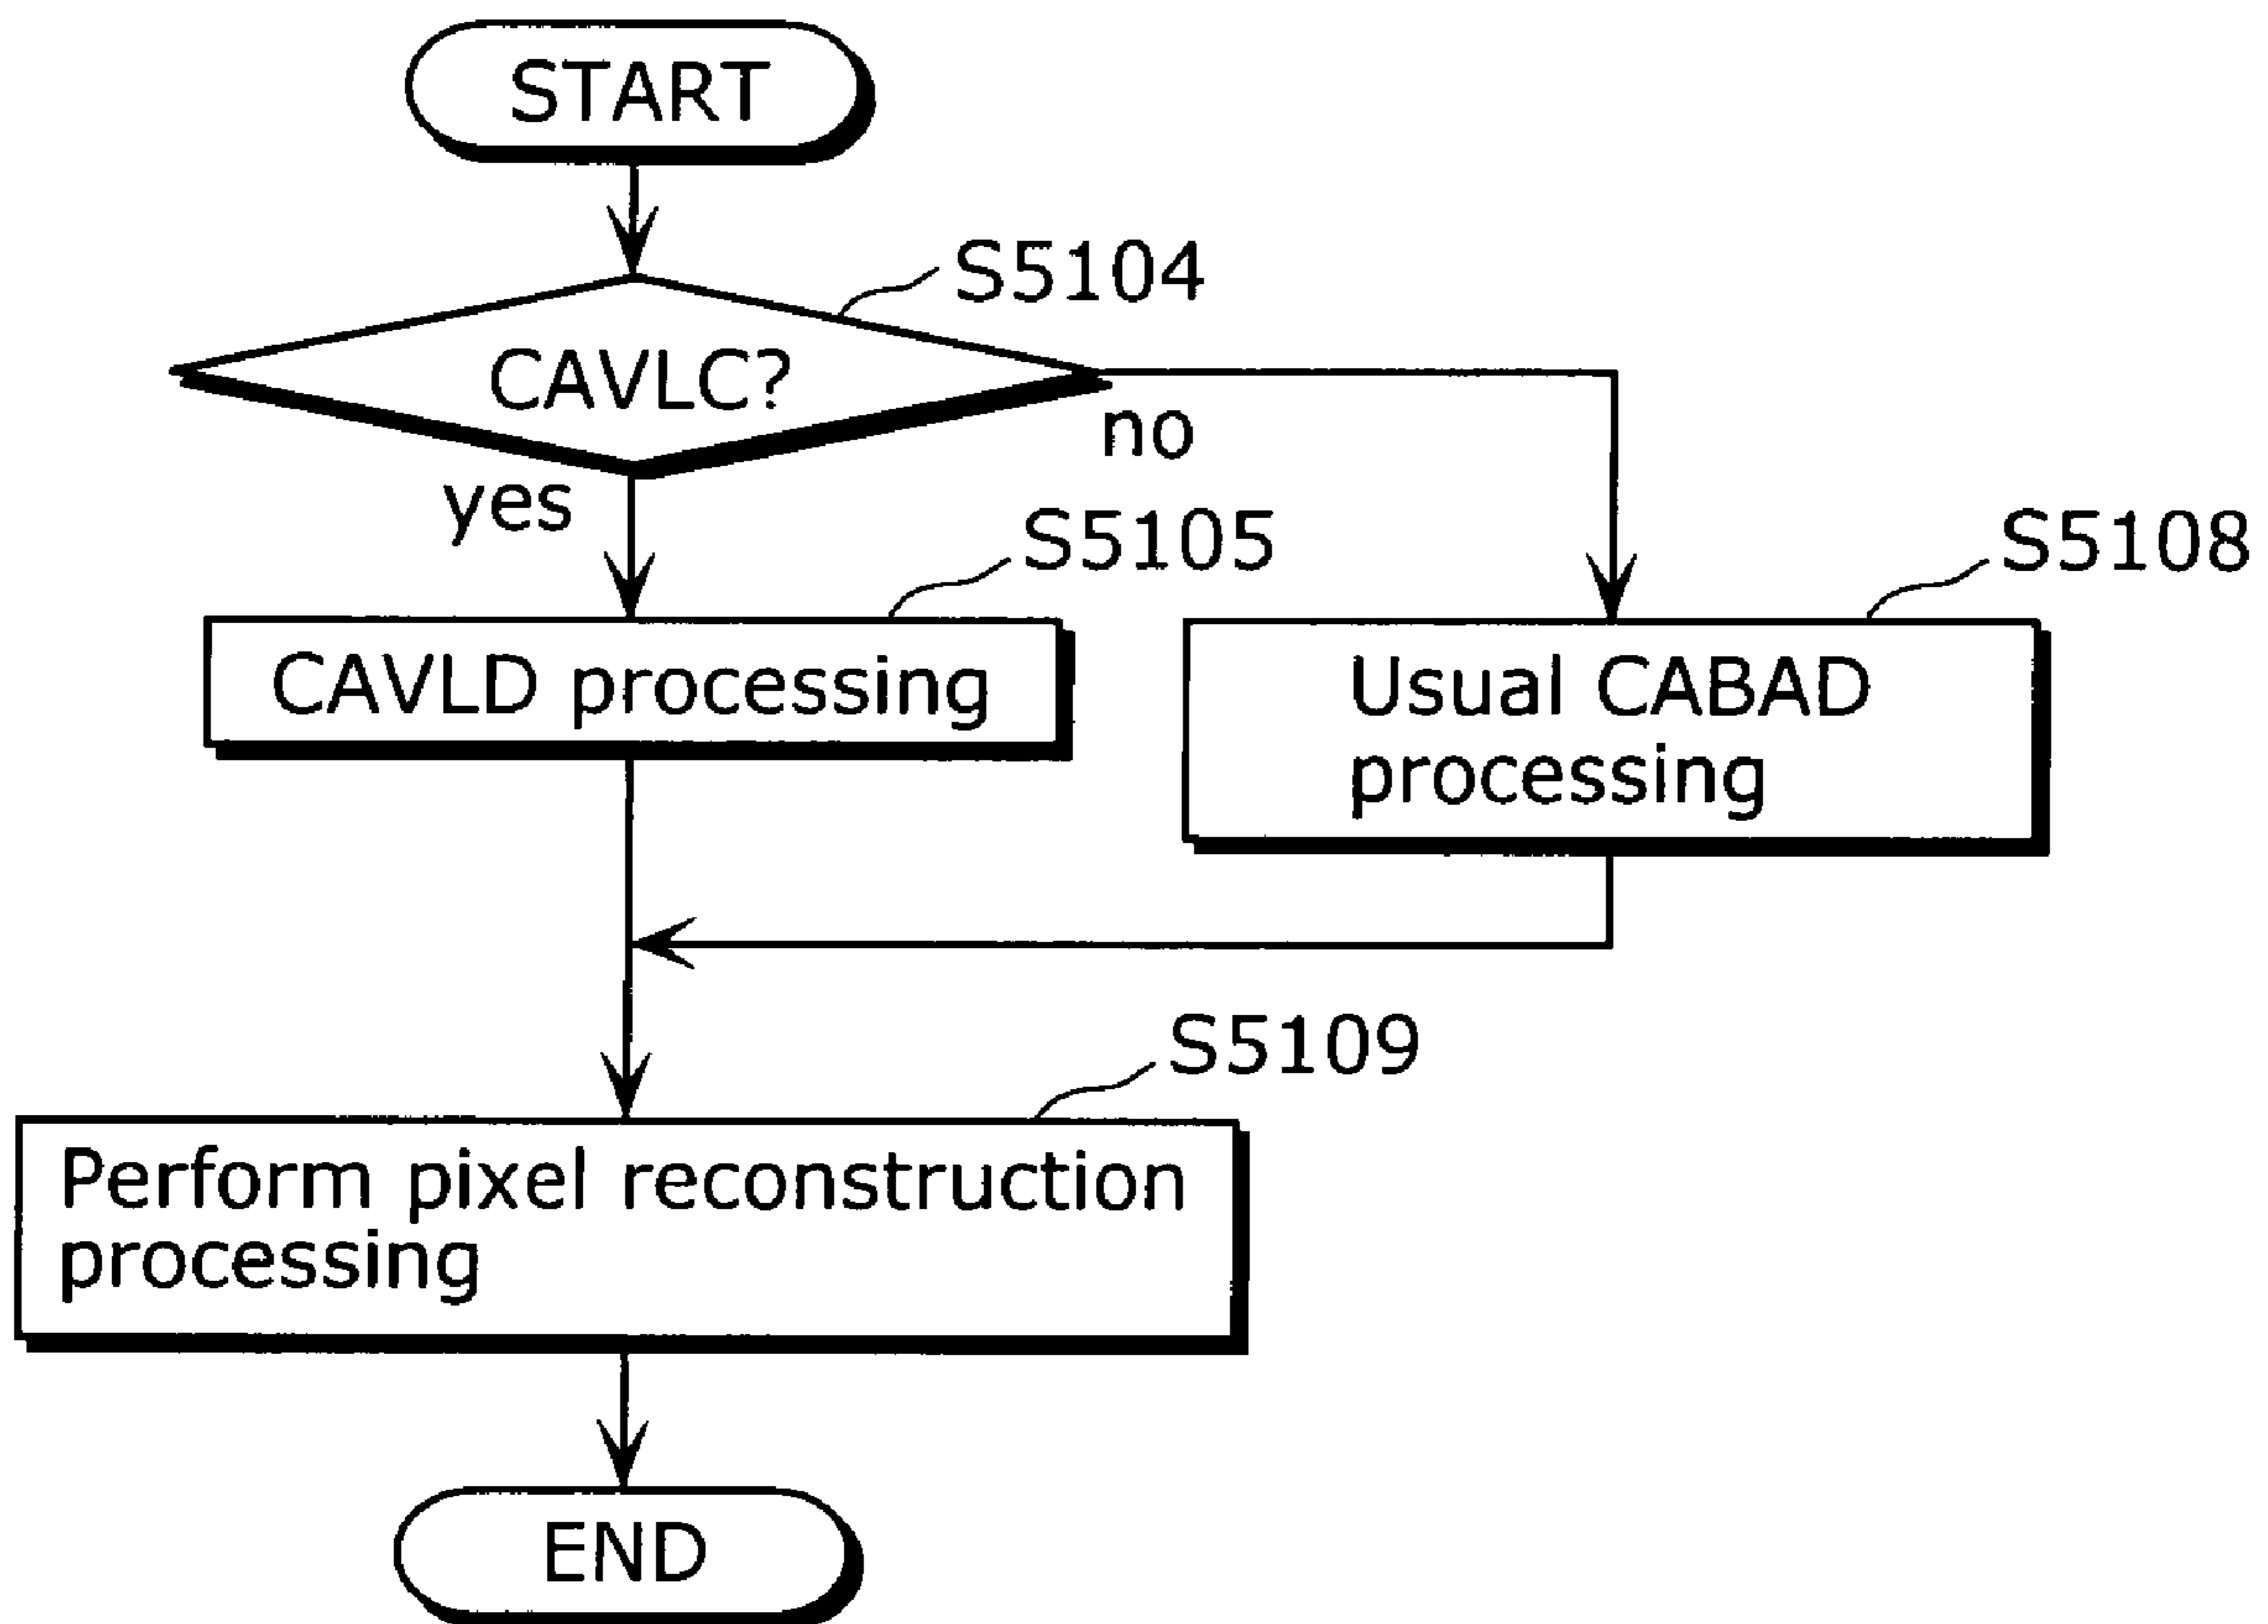 START
S5104
CAVLC?
no
yes
S5105
S5108
CAVLD processing
Usual CABAD
processing
S5109
Perform pixel reconstruction
processing
END